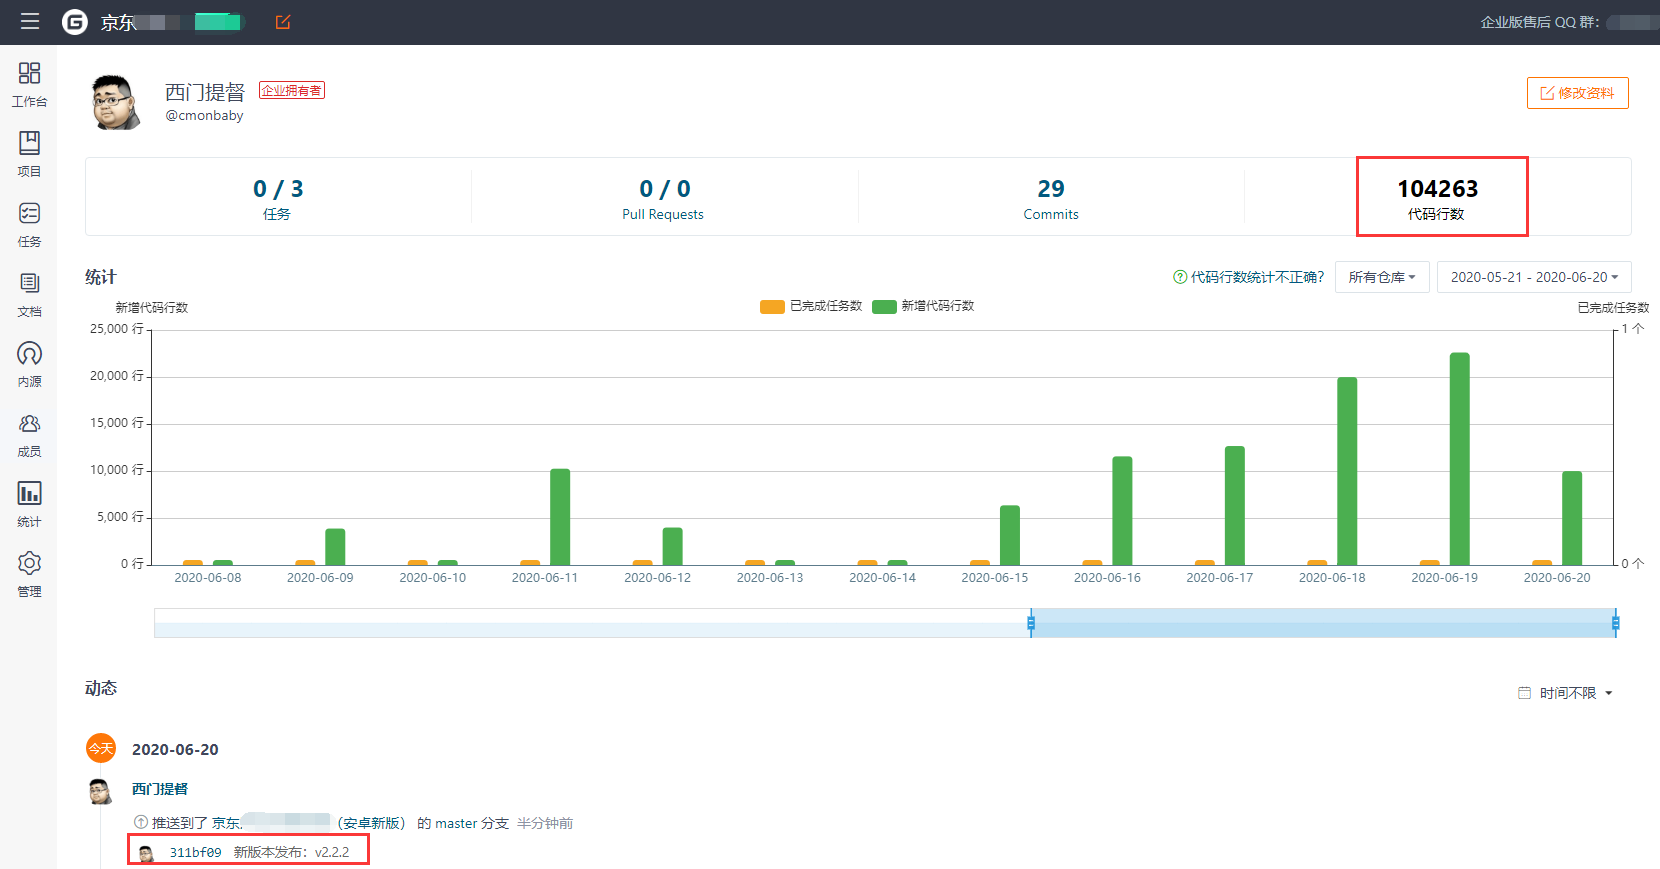 京东
企业版售后 QQ 群：
工作台
项目
任务
文档
内源
成员
统计
管理
西门提督 企业拥有者
@cmonbaby
修改资料
0 / 3
任务
0 / 0
Pull Requests
29
Commits
104263
代码行数
统计
代码行数统计不正确? 所有仓库 2020-05-21 - 2020-06-20
新增代码行数 已完成任务数 新增代码行数 已完成任务数
25,000 行
20,000 行
15,000 行
10,000 行
5,000 行
0 行
1 个
0 个
2020-06-08 2020-06-09 2020-06-10 2020-06-11 2020-06-12 2020-06-13 2020-06-14 2020-06-15 2020-06-16 2020-06-17 2020-06-18 2020-06-19 2020-06-20
动态
时间不限
今天 2020-06-20
西门提督
推送到了 京东 （安卓新版） 的 master 分支 半分钟前
311bf09 新版本发布：v2.2.2